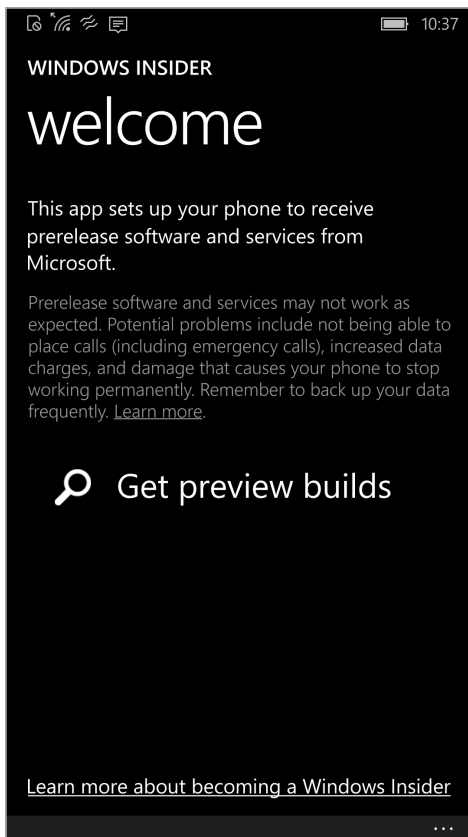 10:37
WINDOWS INSIDER
welcome
This app sets up your phone to receive
prerelease software and services from
Microsoft.
Prerelease software and services may not work as
expected. Potential problems include not being able to
place calls (including emergency calls), increased data
charges, and damage that causes your phone to stop
working permanently. Remember to back up your data
frequently. Learn more.
Get preview builds
Learn more about becoming a Windows Insider
...